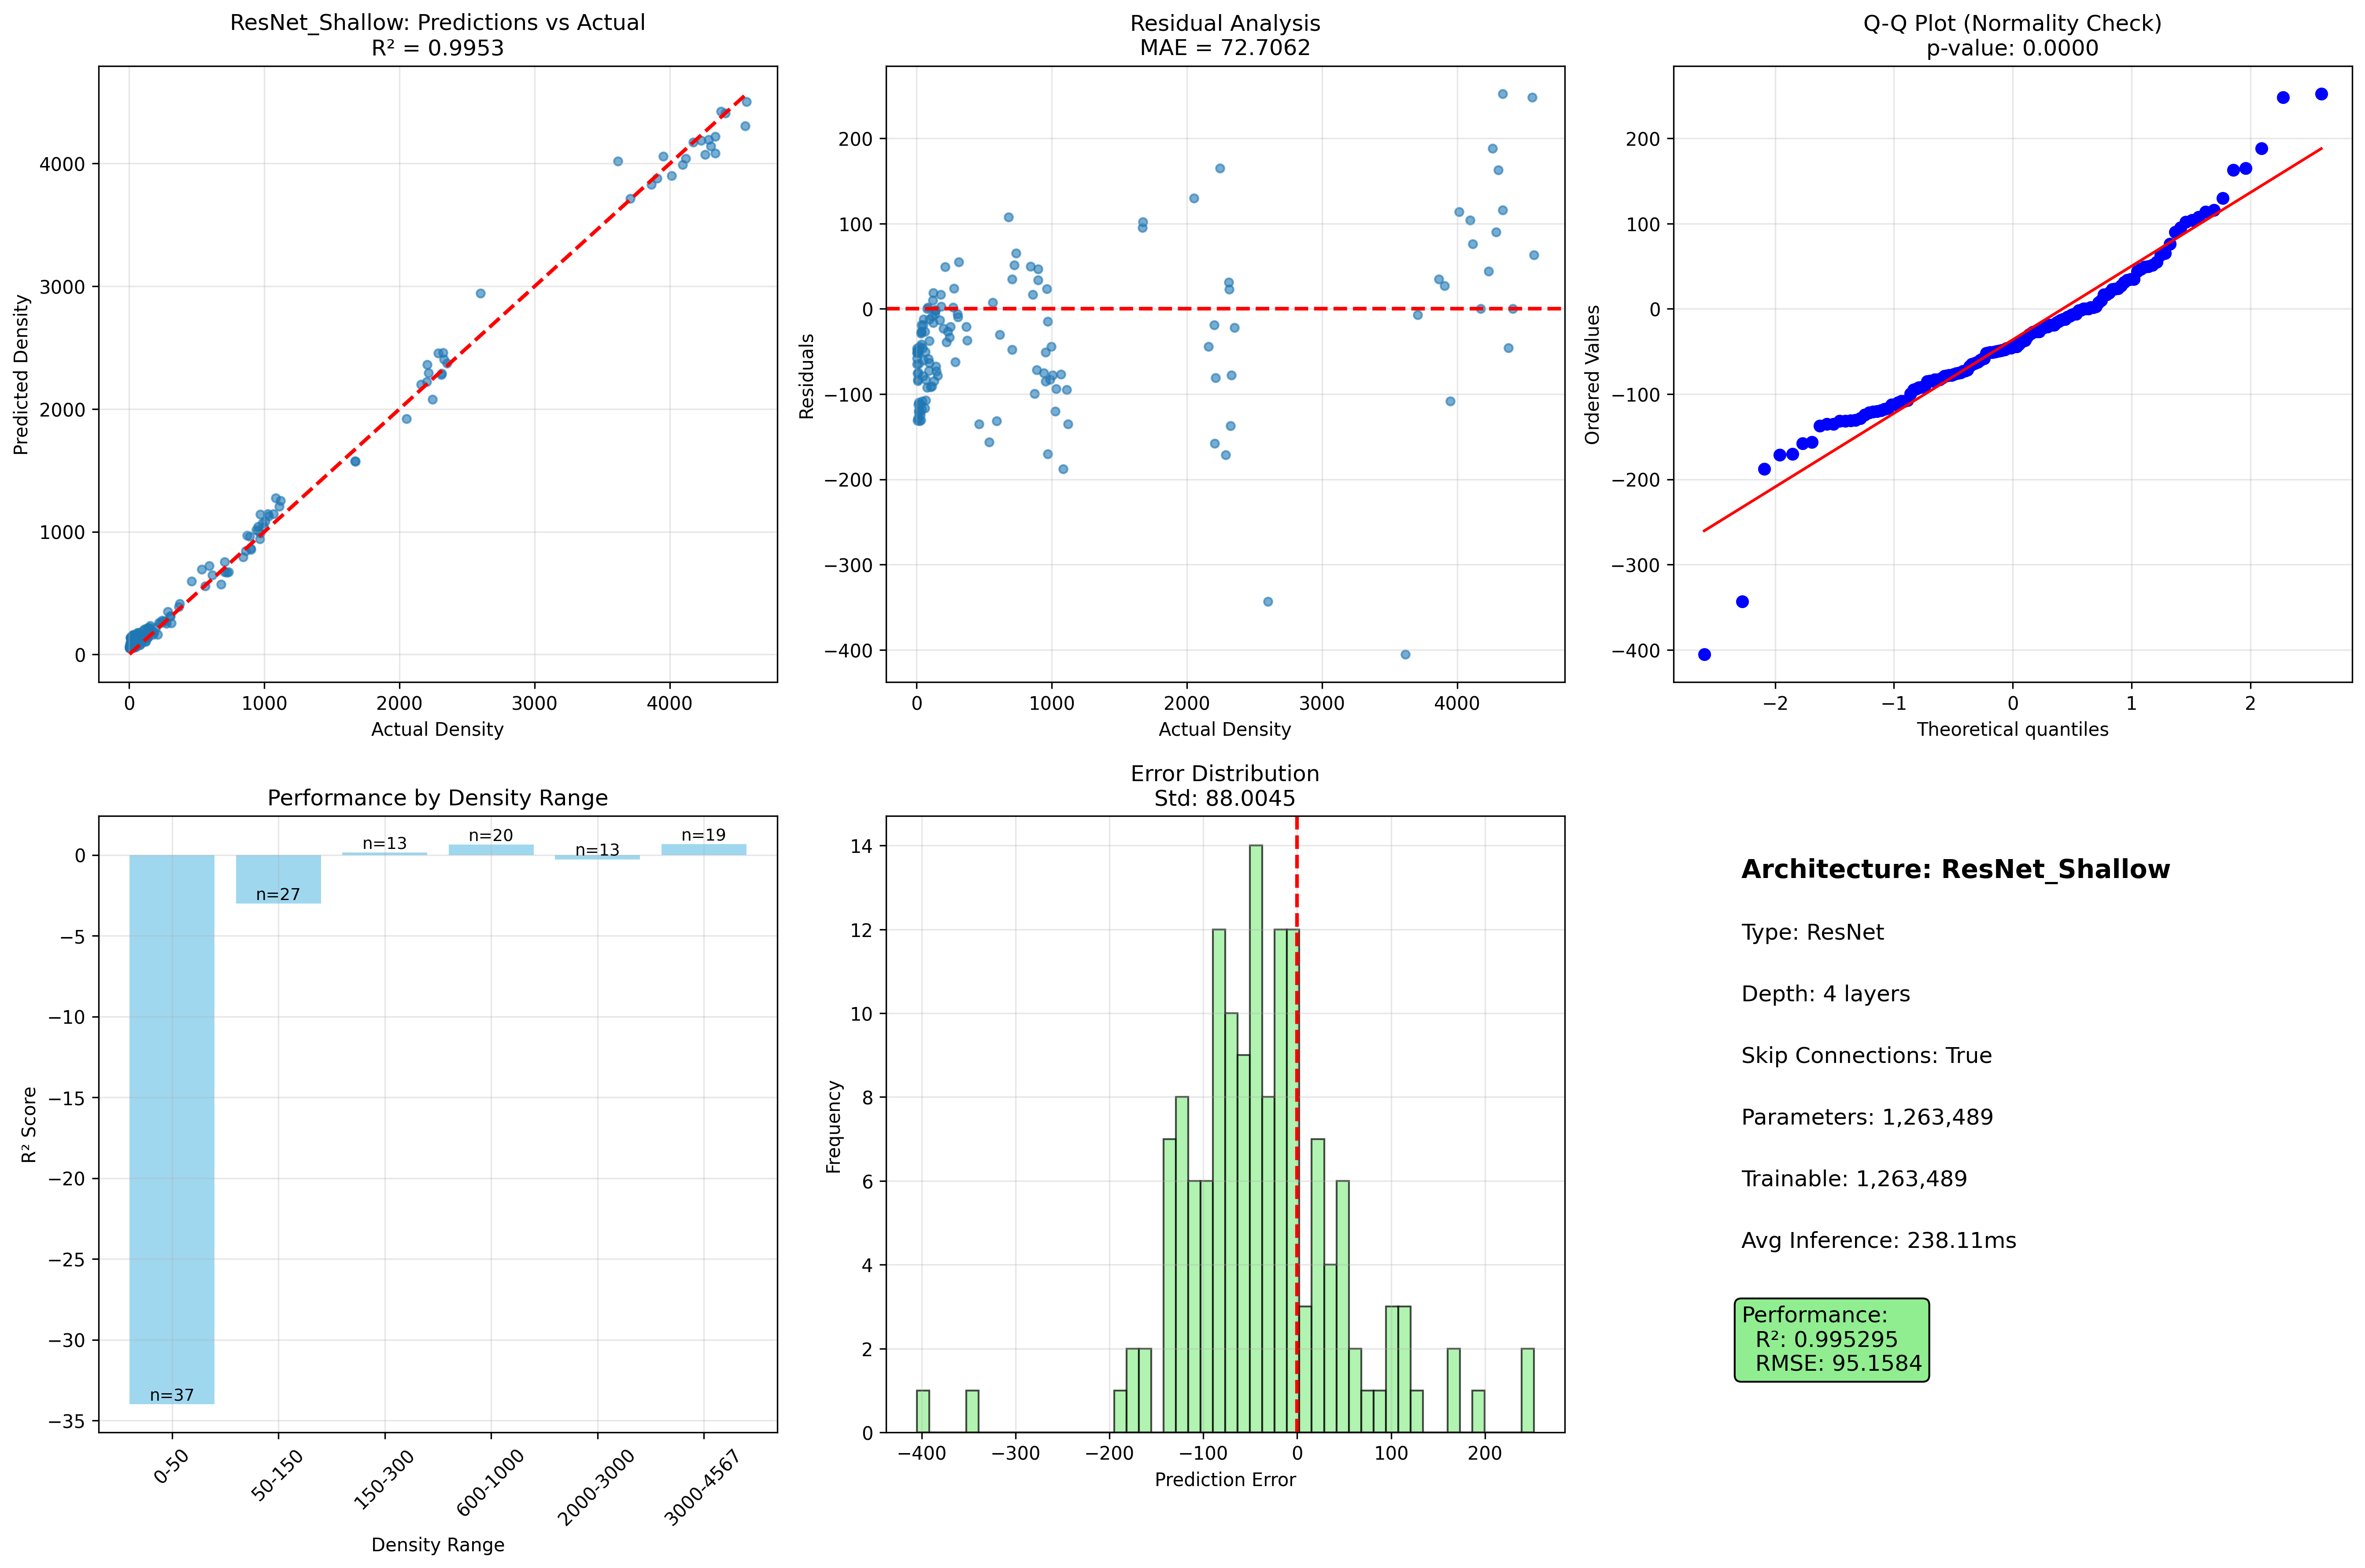 ResNet_Shallow: Predictions vs Actual
R² = 0.9953
Predicted Density
4000
3000
2000
1000
0
0 1000 2000 3000 4000
Actual Density
Residual Analysis
MAE = 72.7062
Residuals
200
100
0
−100
−200
−300
−400
0 1000 2000 3000 4000
Actual Density
Q-Q Plot (Normality Check)
p-value: 0.0000
Ordered Values
200
100
0
−100
−200
−300
−400
−2 −1 0 1 2
Theoretical quantiles
Performance by Density Range
R² Score
0
−5
−10
−15
−20
−25
−30
−35
n=37
n=27
n=13
n=20
n=13
n=19
0-50
50-150
150-300
600-1000
2000-3000
3000-4567
Density Range
Error Distribution
Std: 88.0045
Frequency
14
12
10
8
6
4
2
0
−400 −300 −200 −100 0 100 200
Prediction Error
Architecture: ResNet_Shallow
Type: ResNet
Depth: 4 layers
Skip Connections: True
Parameters: 1,263,489
Trainable: 1,263,489
Avg Inference: 238.11ms
Performance:
R²: 0.995295
RMSE: 95.1584